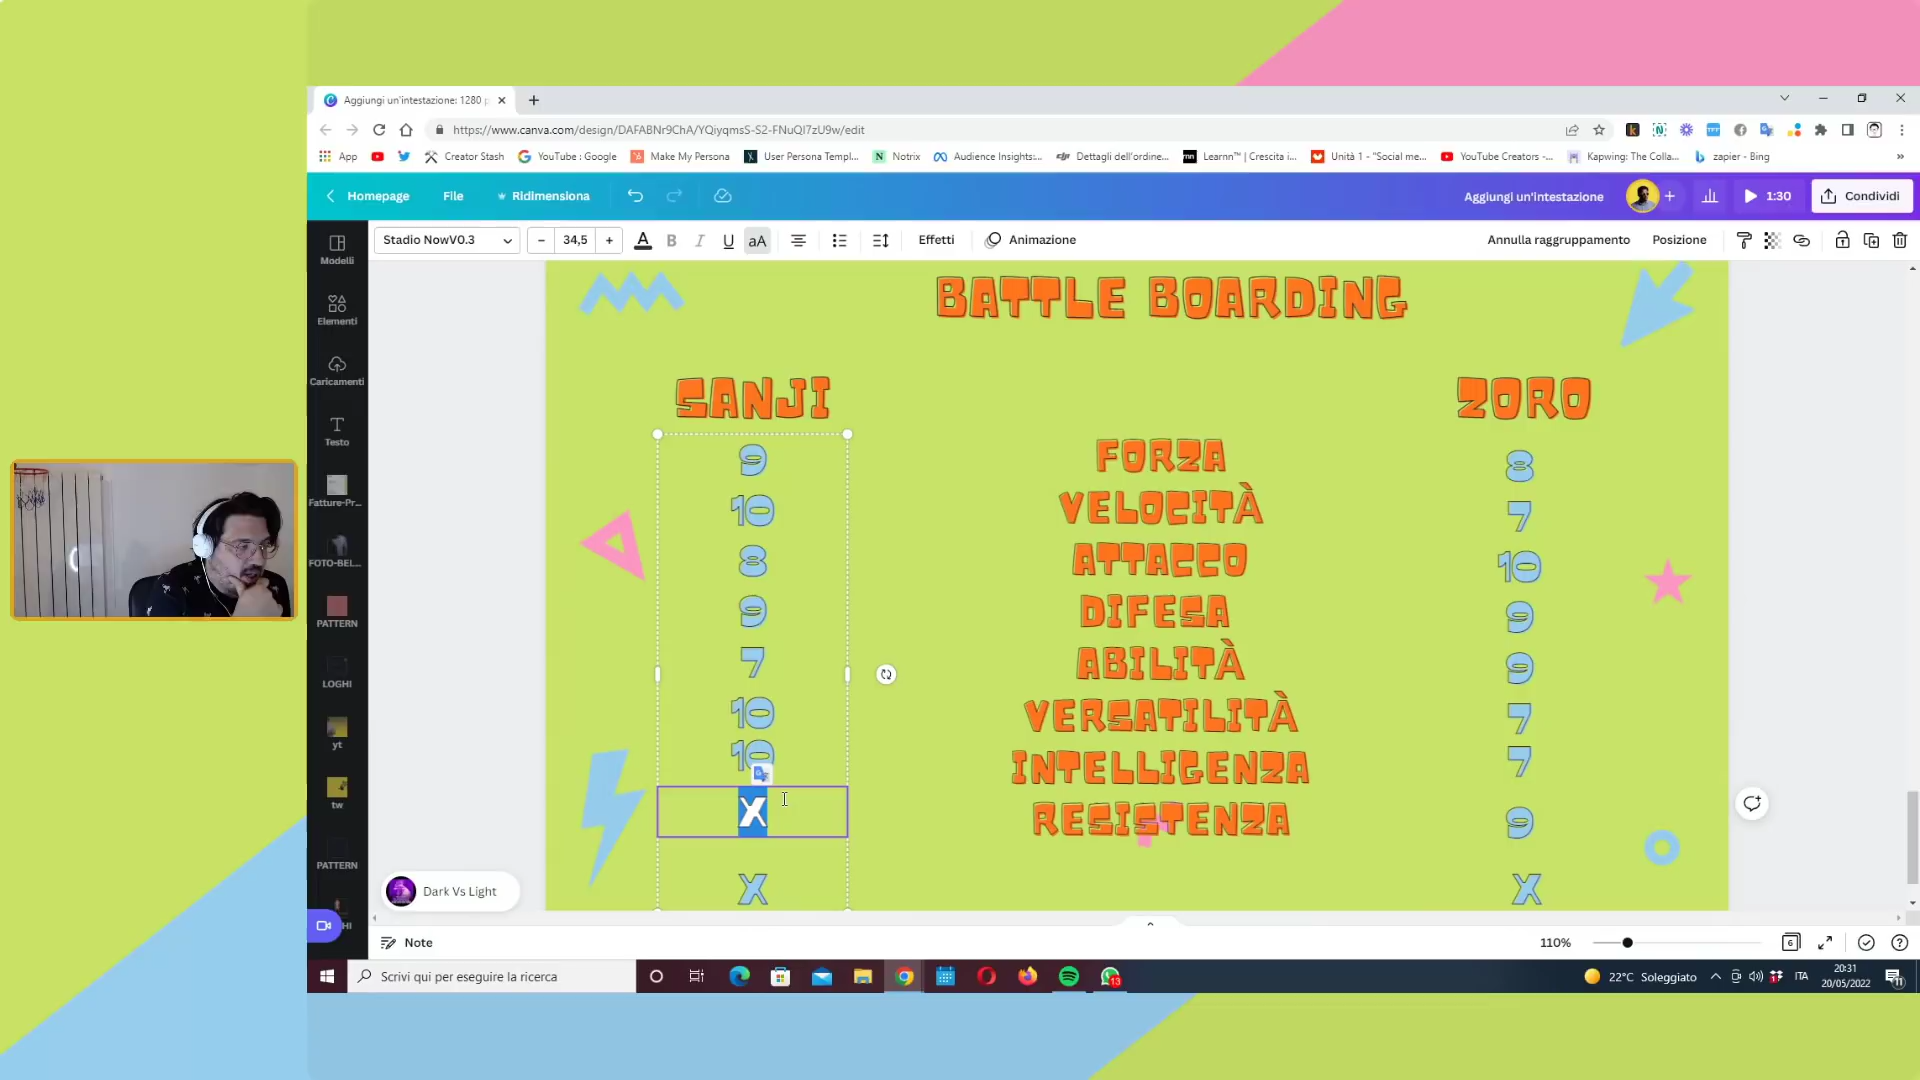 Aggiungi un'intestazione: 1280 p
https://www.canva.com/design/DAFABNr9ChA/YQiyqmsS-S2-FNuQI7zU9w/edit
App Creator Stash YouTube : Google Make My Persona User Persona Templ... Notrix Audience Insights:... Dettagli dell'ordine... Learnn™ | Crescita i... Unità 1 - "Social me... YouTube Creators -... Kapwing: The Colla... zapier - Bing »
Homepage File Ridimensiona Aggiungi un'intestazione + 1:30 Condividi
Stadio NowV0.3 – 34,5 + A B I U aA Effetti Animazione Annulla raggruppamento Posizione
Modelli
Elementi
Caricamenti
Testo
Fatture-Pr...
FOTO-BEL...
PATTERN
LOGHI
yt
tw
PATTERN
BATTLE BOARDING
SANJI ZORO
9 FORZA 8
10 VELOCITÀ 7
8 ATTACCO 10
9 DIFESA 9
7 ABILITÀ 9
10 VERSATILITÀ 7
10 INTELLIGENZA 7
X RESISTENZA 9
X X
Dark Vs Light
Note 110% 6
Scrivi qui per eseguire la ricerca 13 22°C Soleggiato ITA 20:31
20/05/2022 11